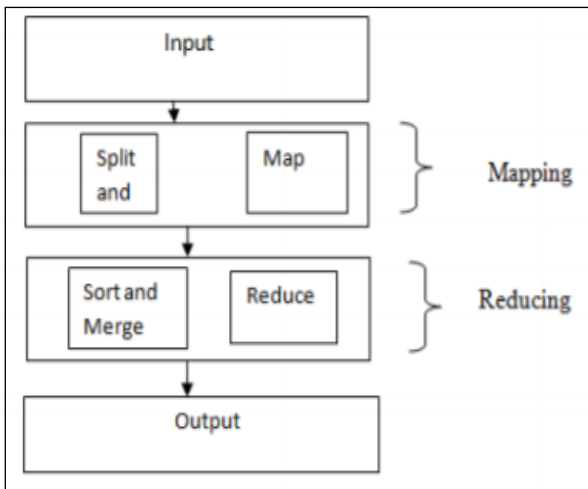 Input
Split
and
Map
Mapping
Sort and
Merge
Reduce
Reducing
Output